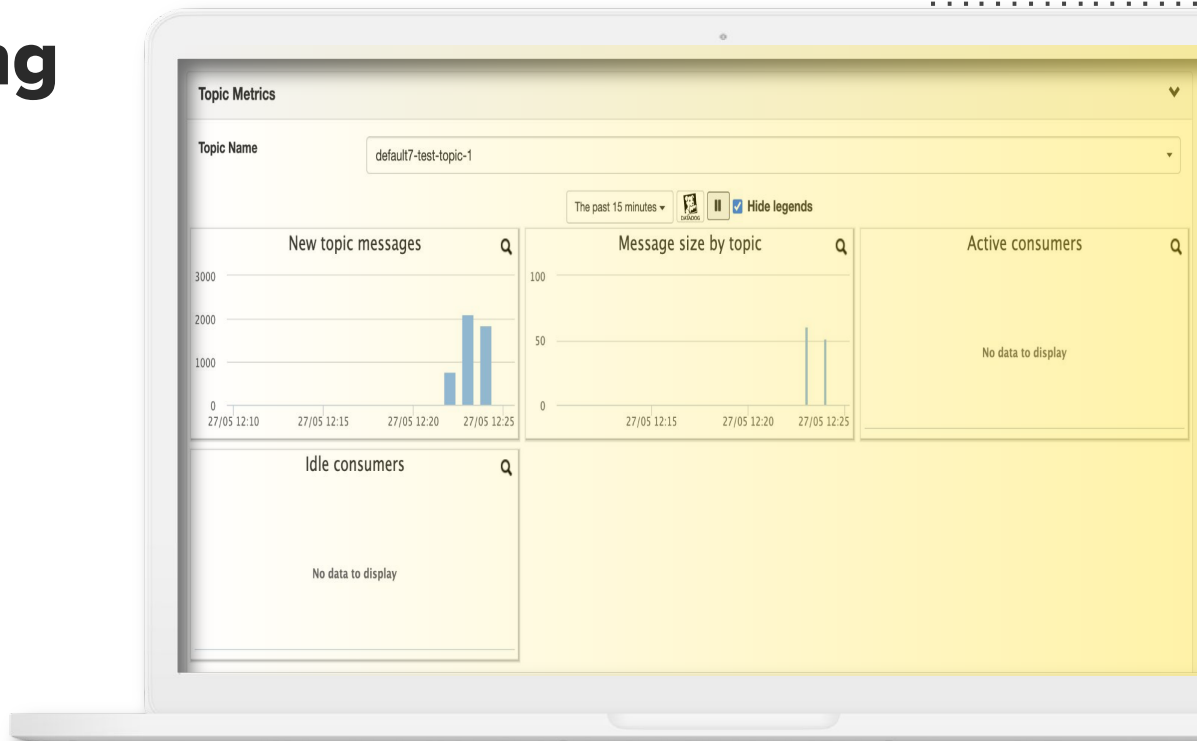 ng
Topic Metrics
Topic Name
default7-test-topic-1
The past 15 minutes
DATADOG
Hide legends
New topic messages
3000
2000
1000
0
27/05 12:10 27/05 12:15 27/05 12:20 27/05 12:25
Message size by topic
100
50
0
27/05 12:15 27/05 12:20 27/05 12:25
Active consumers
No data to display
Idle consumers
No data to display